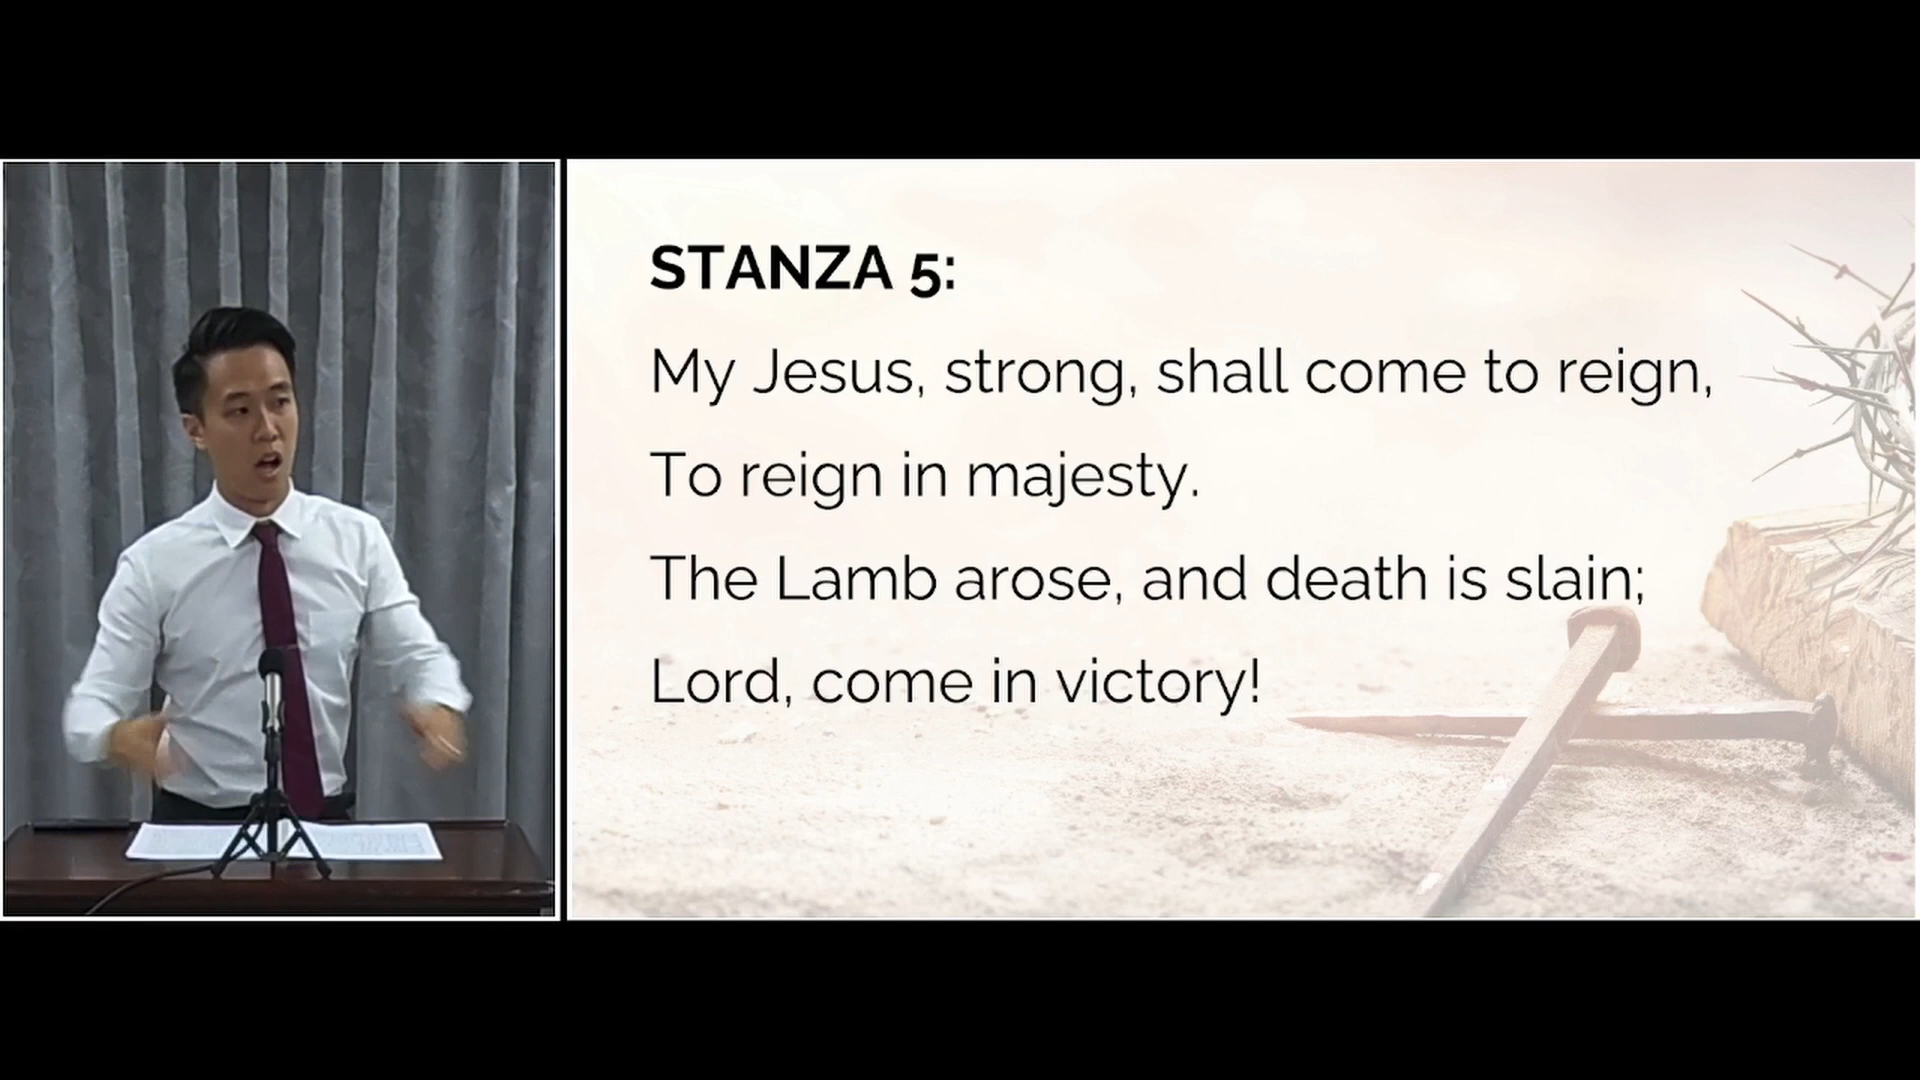 STANZA 5:
My Jesus, strong, shall come to reign,
To reign in majesty.
The Lamb arose, and death is slain;
Lord, come in victory!